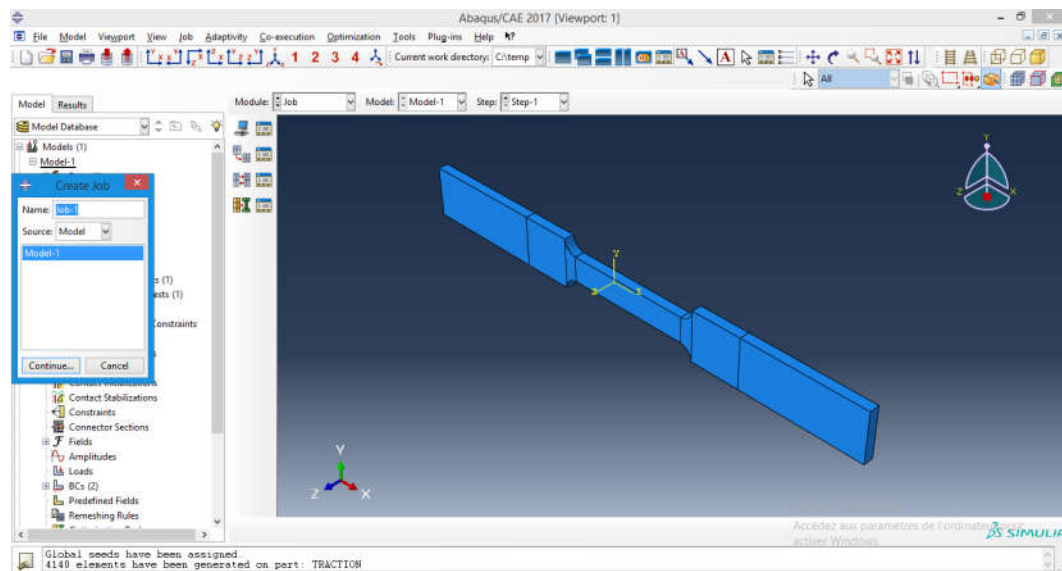 Abaqus/CAE 2017 [Viewport: 1]
File Model Viewport View Job Adaptivity Co-execution Optimization Tools Plug-ins Help
1 2 3 4 Current work directory: C:\temp
All
Model Results
Module: Job Model: Model-1 Step: Step-1
Model Database
Models (1)
Model-1
Create Job
Name: Job-1
Source: Model
Model-1
s (1)
ests (1)
Constraints
Continue... Cancel
Contact Initializations
Contact Stabilizations
Constraints
Connector Sections
Fields
Amplitudes
Loads
BCs (2)
Predefined Fields
Remeshing Rules
Y
Z X
Y
Y
Z X
Accédez aux paramètres de l'ordinateur pour
activer Windows.
SIMULIA
Global seeds have been assigned.
4140 elements have been generated on part: TRACTION